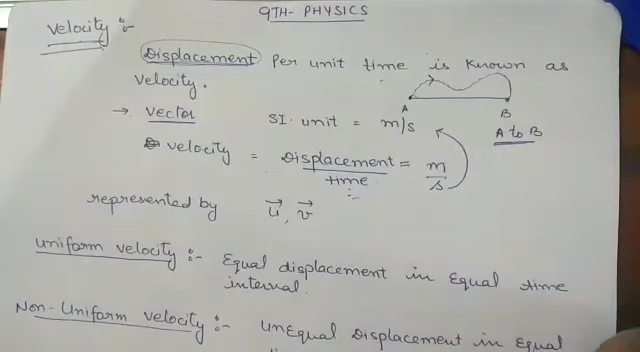 9TH- PHYSICS
Velocity :-
Displacement Per unit time is known as
velocity.
A
B
→ vector
SI. unit = m/s
A to B
velocity = Displacement/time = m/s
represented by u⃗, v⃗
Uniform velocity :- Equal displacement in Equal time
interval.
Non-Uniform velocity :- UnEqual Displacement in Equal